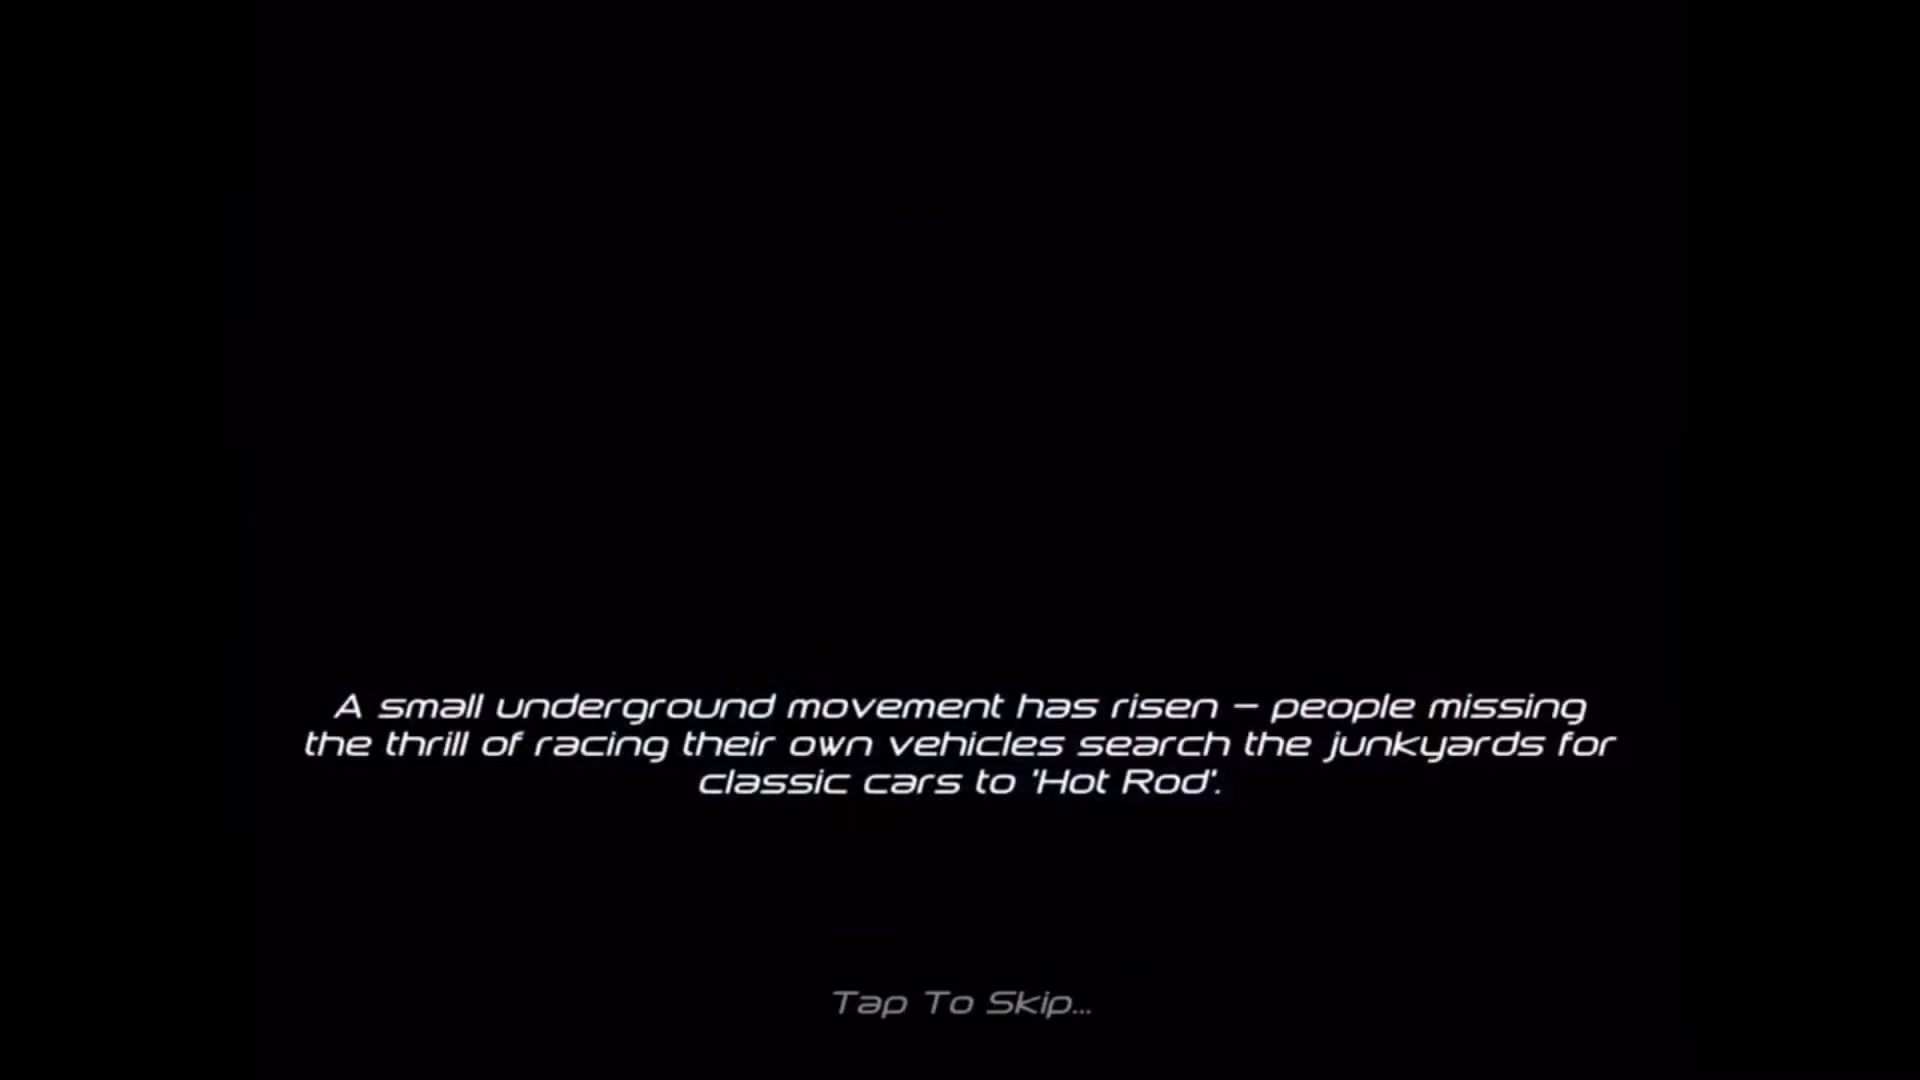 A small underground movement has risen – people missing
the thrill of racing their own vehicles search the junkyards for
classic cars to 'Hot Rod'.
Tap To Skip...